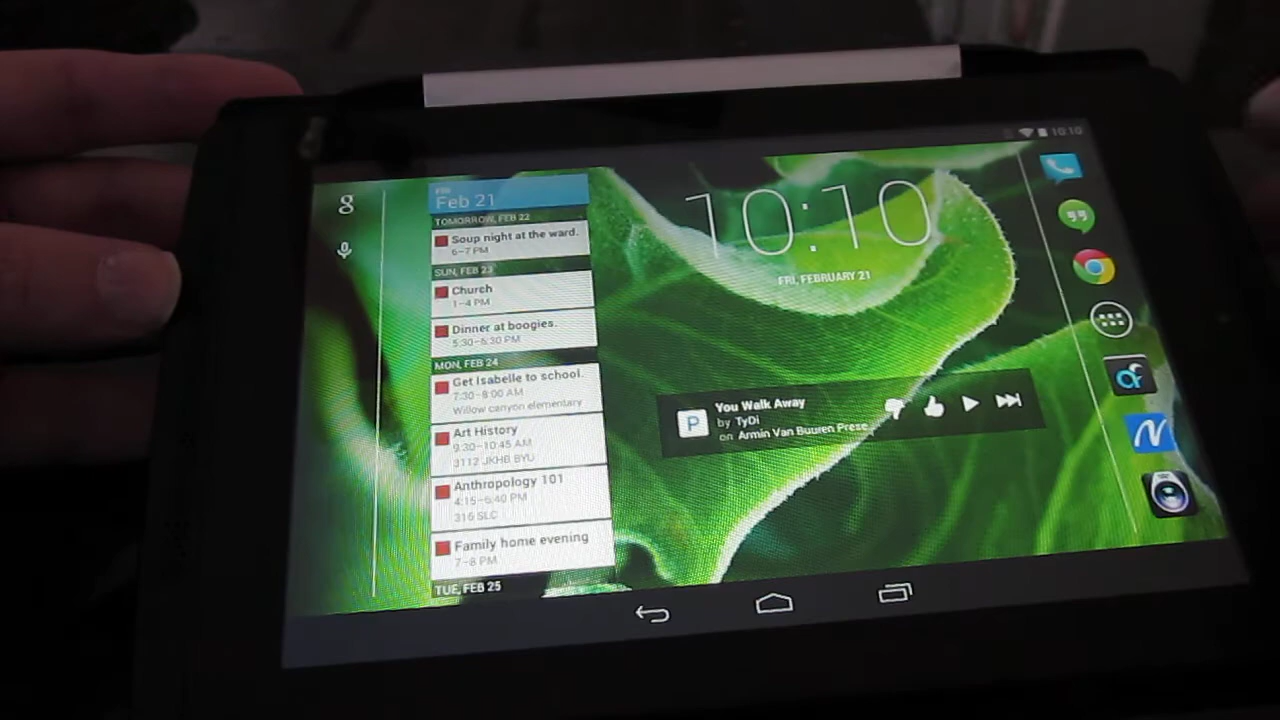 10:10
g
FRI
Feb 21
TOMORROW, FEB 22
Soup night at the ward.
6–7 PM
SUN, FEB 23
Church
1–4 PM
Dinner at boogies.
5:30–6:30 PM
MON, FEB 24
Get Isabelle to school.
7:30–8:00 AM
Willow canyon elementary
Art History
9:30–10:45 AM
3112 JKHB BYU
Anthropology 101
4:15–6:40 PM
316 SLC
Family home evening
7–8 PM
TUE, FEB 25
10:10
FRI, FEBRUARY 21
P
You Walk Away
by TyDi
on Armin Van Buuren Prese